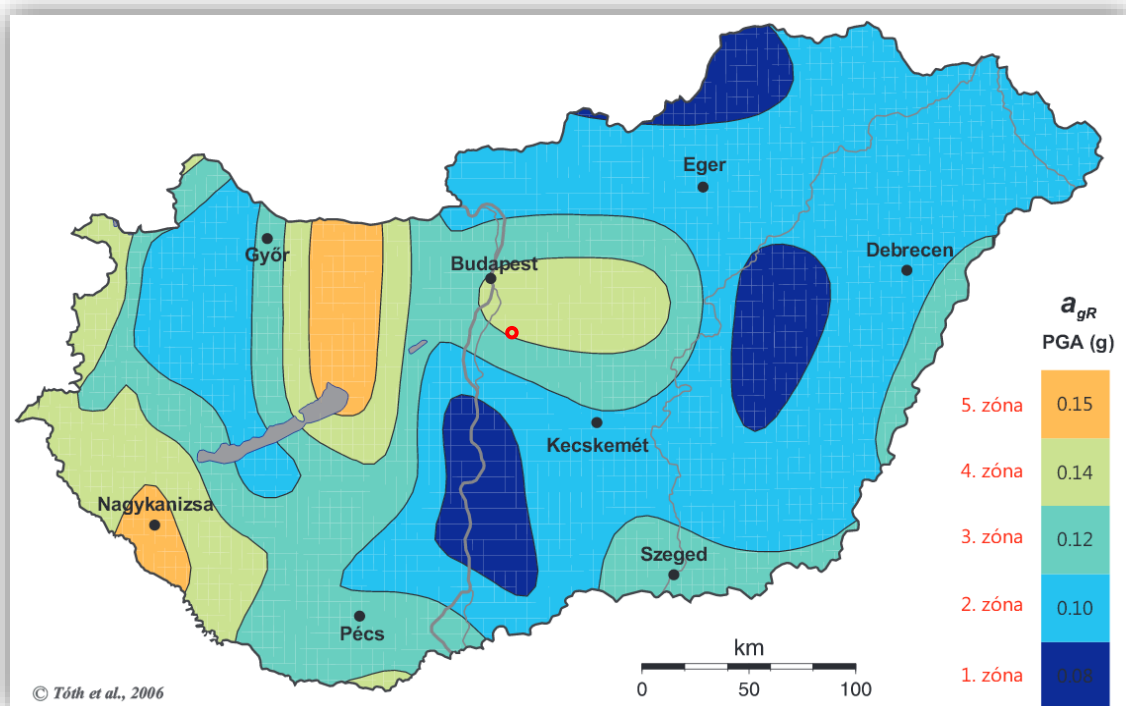 Eger
Győr
Budapest
Debrecen
a_gR
PGA (g)
5. zóna
0.15
Kecskemét
4. zóna
0.14
Nagykanizsa
3. zóna
0.12
Szeged
2. zóna
0.10
Pécs
km
1. zóna
0.08
0 50 100
© Tóth et al., 2006